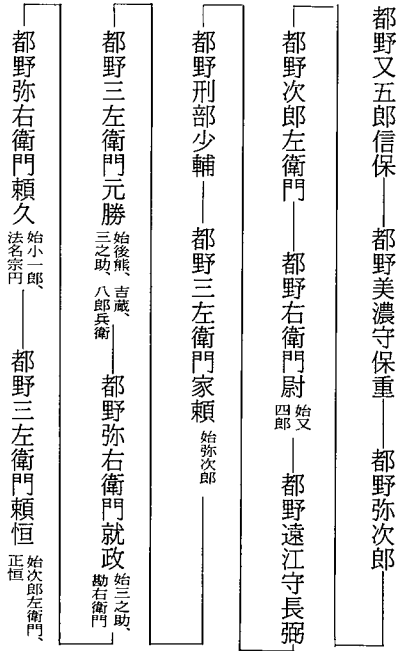 都野又五郎信保―都野美濃守保重―都野弥次郎
都野次郎左衛門―都野右衛門尉 始又四郎―都野遠江守長弼
都野刑部少輔―都野三左衛門家頼 始弥次郎
都野三左衛門元勝 始後熊、吉蔵、三之助、八郎兵衛―都野弥右衛門就政 始三之助、勘右衛門
都野弥右衛門頼久 始小一郎、法名宗円―都野三左衛門頼恒 始次郎左衛門、正恒